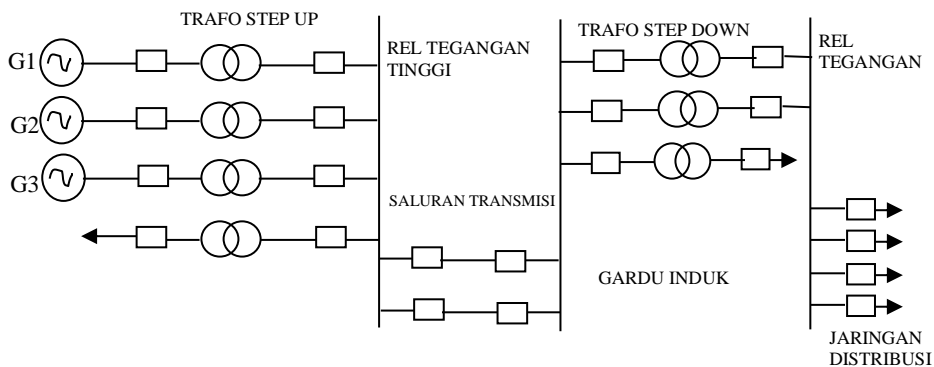 TRAFO STEP UP
REL TEGANGAN
TINGGI
TRAFO STEP DOWN
REL
TEGANGAN
G1
G2
G3
SALURAN TRANSMISI
GARDU INDUK
JARINGAN
DISTRIBUSI